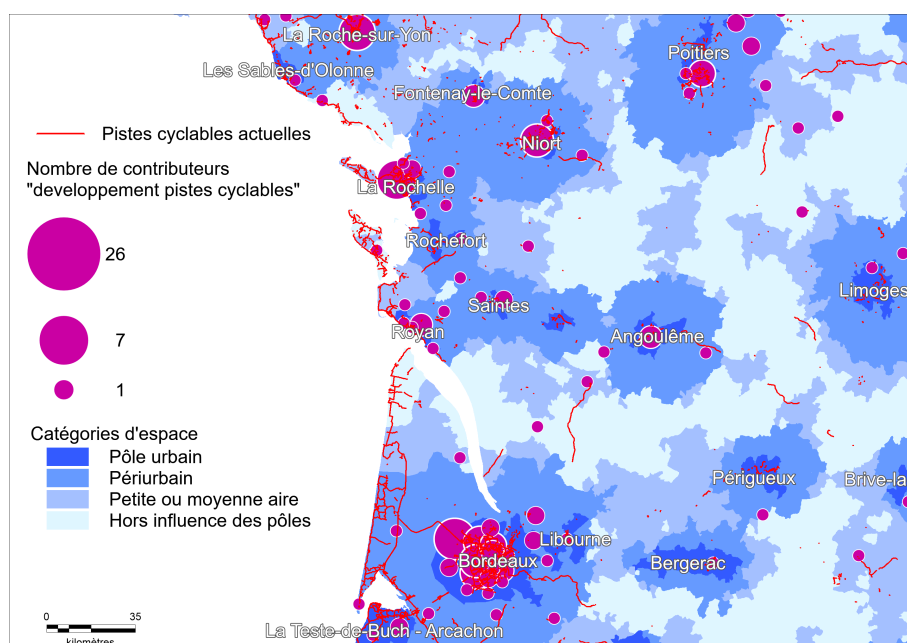 La Roche-sur-Yon
Poitiers
Les Sables-d'Olonne
Fontenay-le-Comte
Pistes cyclables actuelles
Niort
Nombre de contributeurs
"developpement pistes cyclables"
La Rochelle
26
Rochefort
Limoges
Saintes
7
Royan
Angoulême
1
Catégories d'espace
Pôle urbain
Périurbain
Petite ou moyenne aire
Hors influence des pôles
Périgueux
Brive-la
Libourne
Bordeaux
Bergerac
0 35
kilomètres
La Teste-de-Buch - Arcachon